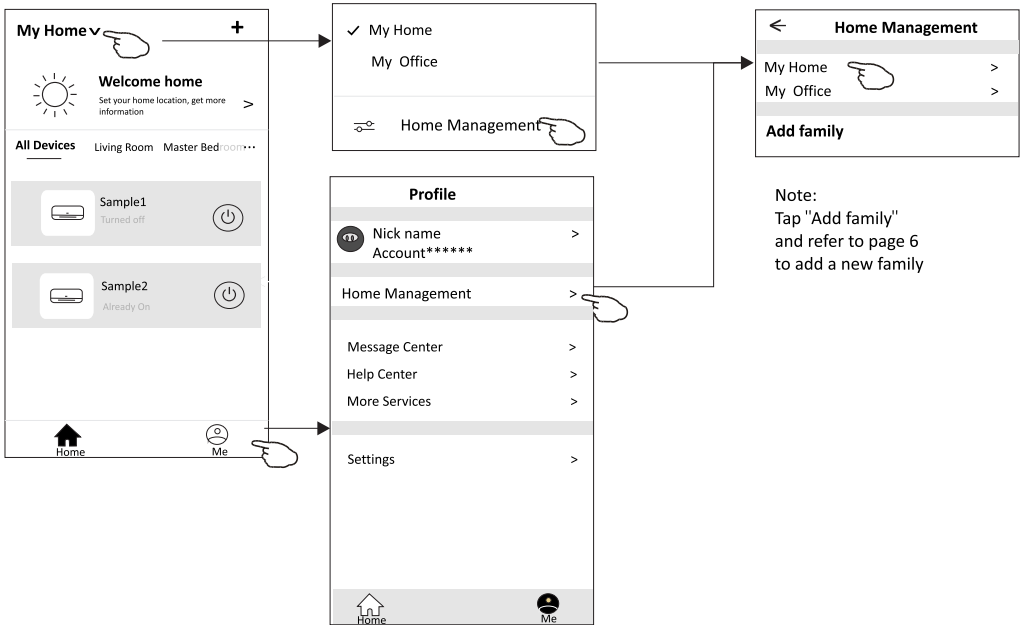 My Home
+
Welcome home
Set your home location, get more
information
>
All Devices Living Room Master Bedroom...
Sample1
Turned off
Sample2
Already On
Home
Me
✓ My Home
My Office
Home Management
Profile
Nick name >
Account******
Home Management >
Message Center >
Help Center >
More Services >
Settings >
Home
Me
Home Management
My Home >
My Office >
Add family
Note:
Tap "Add family"
and refer to page 6
to add a new family